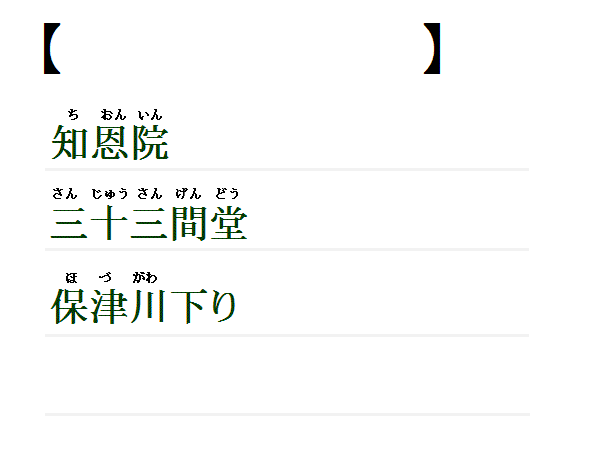 【 】
ち おん いん
知恩院
さん じゅう さん げん どう
三十三間堂
ほ づ がわ
保津川下り